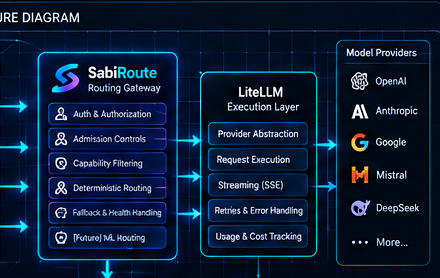 URE DIAGRAM
SabiRoute
Routing Gateway
Auth & Authorization
Admission Controls
Capability Filtering
Deterministic Routing
Fallback & Health Handling
[Future] ML Routing
LiteLLM
Execution Layer
Provider Abstraction
Request Execution
Streaming (SSE)
Retries & Error Handling
Usage & Cost Tracking
Model Providers
OpenAI
Anthropic
Google
Mistral
DeepSeek
More...